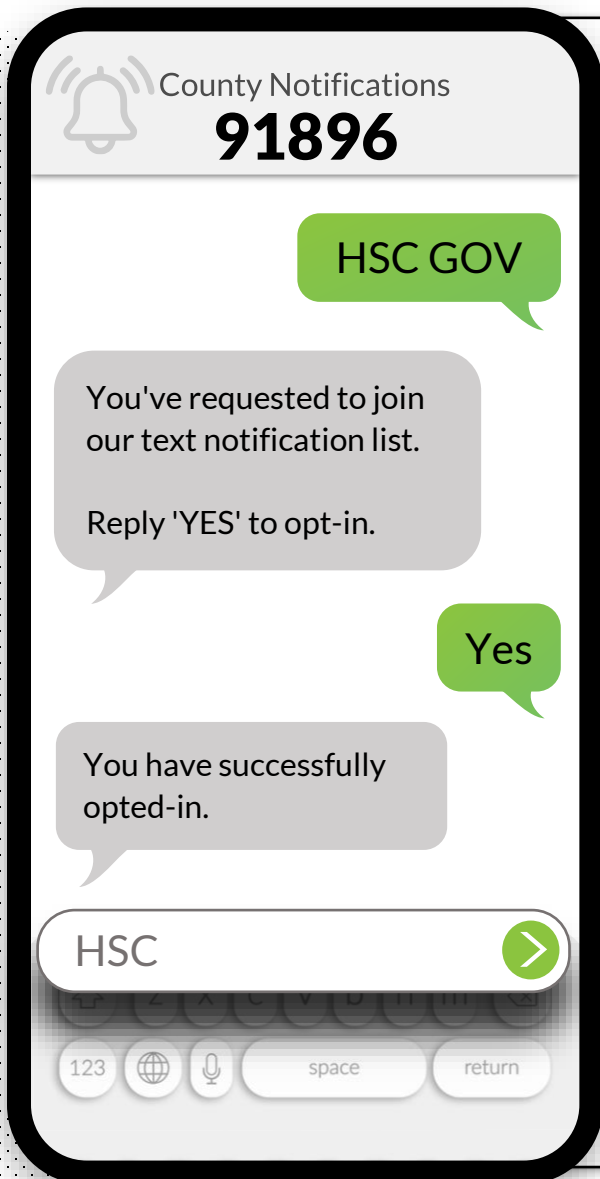 County Notifications
91896
HSC GOV
You've requested to join
our text notification list.
Reply 'YES' to opt-in.
Yes
You have successfully
opted-in.
HSC
z x c v b n m
123 space return